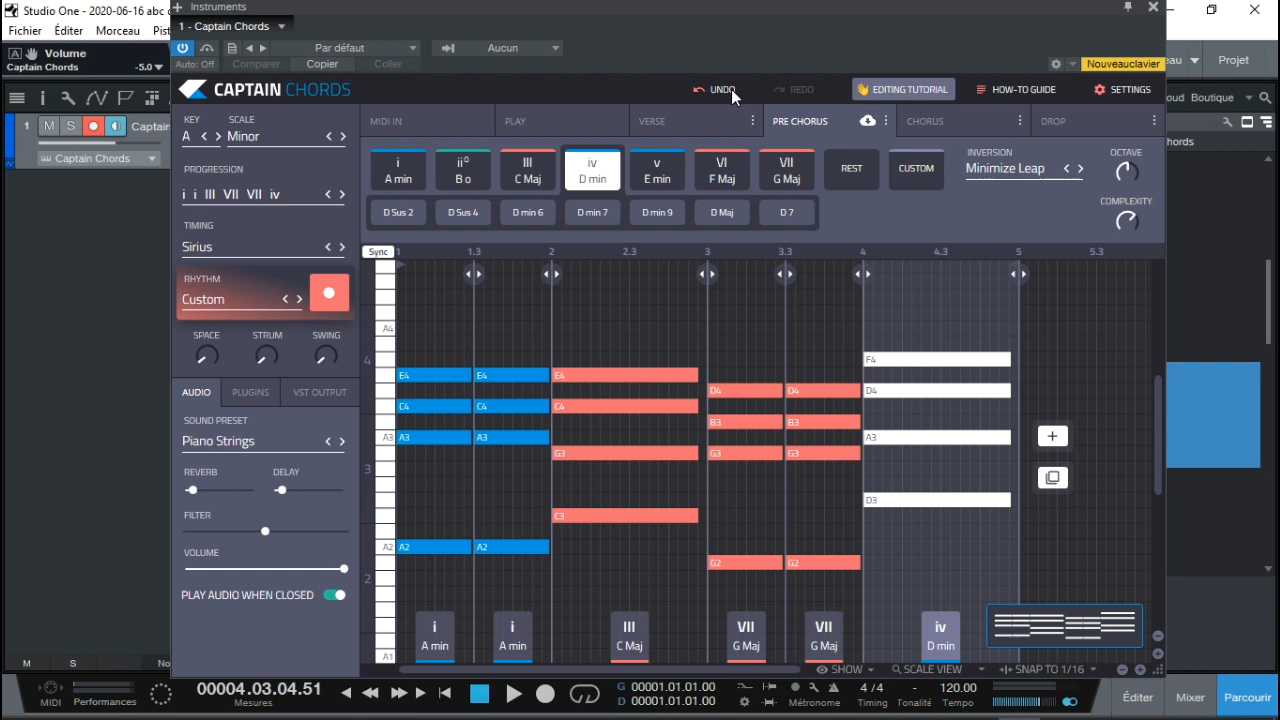 Studio One - 2020-06-16 abc
Instruments
Fichier Éditer Morceau
1 - Captain Chords
Par défaut
Aucun
A Volume
Captain Chords -5.0
Auto: Off Comparer Copier Coller
Nouveauclavier
Projet
CAPTAIN CHORDS
UNDO
REDO
EDITING TUTORIAL
HOW-TO GUIDE
SETTINGS
Boutique
1 M S Captain
Captain Chords
KEY SCALE
A Minor
MIDI IN PLAY VERSE PRE CHORUS CHORUS DROP
PROGRESSION
i i III VII VII iv
i ii° III iv v VI VII
A min B o C Maj D min E min F Maj G Maj REST CUSTOM
D Sus 2 D Sus 4 D min 6 D min 7 D min 9 D Maj D 7
INVERSION
Minimize Leap
OCTAVE
COMPLEXITY
TIMING
Sirius
Sync 1 1.3 2 2.3 3 3.3 4 4.3 5 5.3
RHYTHM
Custom
SPACE STRUM SWING
A4
4
F4
E4 E4 E4
D4 D4 D4
C4 C4 C4
B3 B3
A3 A3 A3 A3
G3 G3 G3
3
D3
C3
A2 A2 A2
G2 G2
2
A1
AUDIO PLUGINS VST OUTPUT
SOUND PRESET
Piano Strings
REVERB DELAY
FILTER
VOLUME
PLAY AUDIO WHEN CLOSED
i i III VII VII iv
A min A min C Maj G Maj G Maj D min
M S No
SHOW SCALE VIEW SNAP TO 1/16
MIDI Performances
00004.03.04.51
Mesures
G 00001.01.01.00
D 00001.01.01.00
Métronome
4 / 4
Timing
-
Tonalité
120.00
Tempo
Éditer Mixer Parcourir